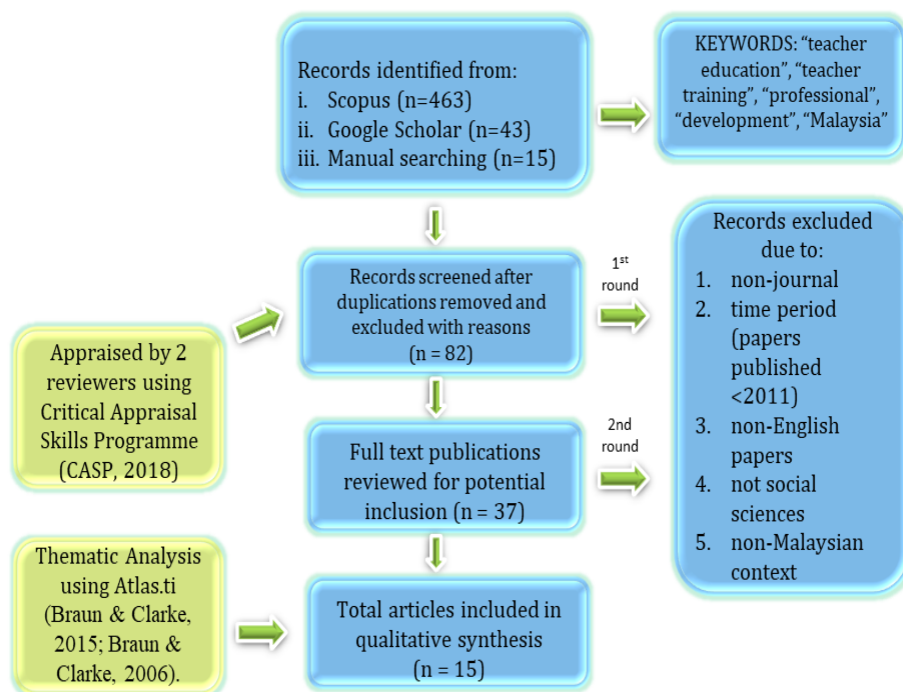 Records identified from:
i. Scopus (n=463)
ii. Google Scholar (n=43)
iii. Manual searching (n=15)
KEYWORDS: “teacher
education”, “teacher
training”, “professional”,
“development”, “Malaysia”
Records screened after
duplications removed and
excluded with reasons
(n = 82)
1st
round
Records excluded
due to:
1. non-journal
2. time period
(papers
published
<2011)
3. non-English
papers
4. not social
sciences
5. non-Malaysian
context
Appraised by 2
reviewers using
Critical Appraisal
Skills Programme
(CASP, 2018)
Full text publications
reviewed for potential
inclusion (n = 37)
2nd
round
Thematic Analysis
using Atlas.ti
(Braun & Clarke,
2015; Braun &
Clarke, 2006).
Total articles included in
qualitative synthesis
(n = 15)